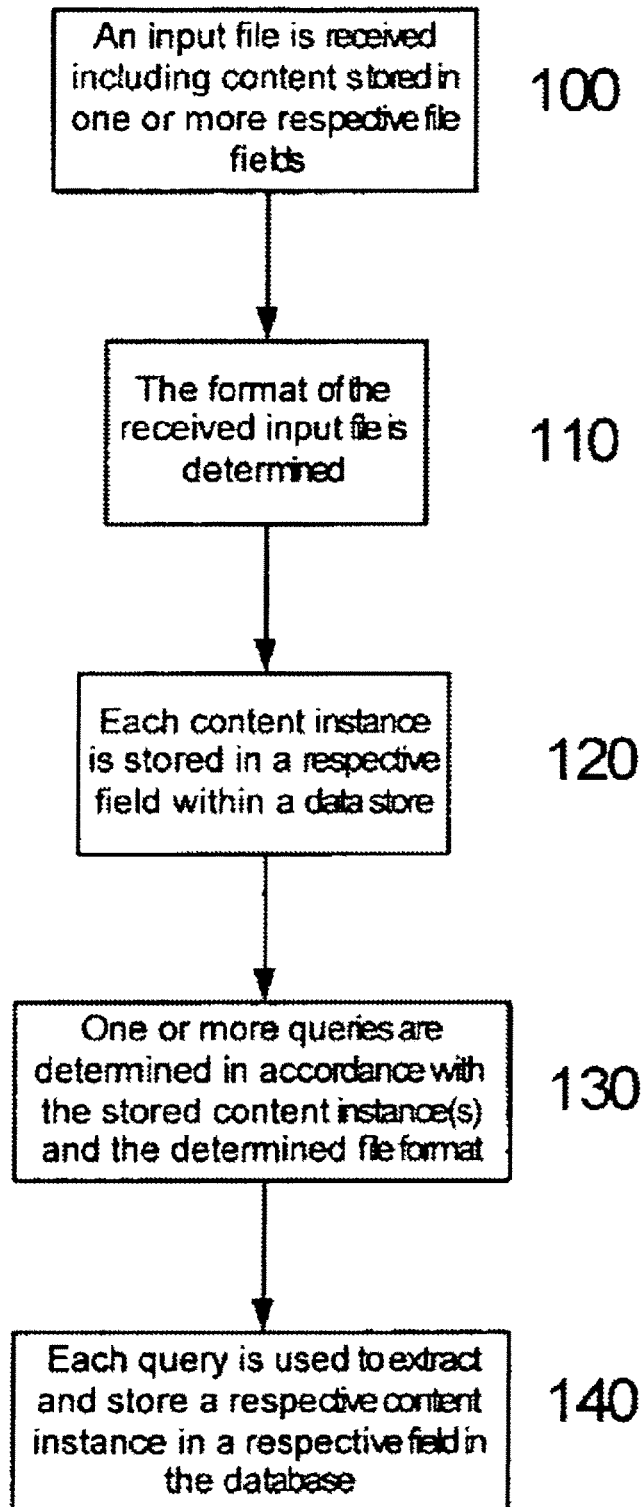 An input file is received
including content stored in
one or more respective file
fields
100
The format of the
received input file is
determined
110
Each content instance
is stored in a respective
field within a data store
120
One or more queries are
determined in accordance with
the stored content instance(s)
and the determined file format
130
Each query is used to extract
and store a respective content
instance in a respective field in
the database
140